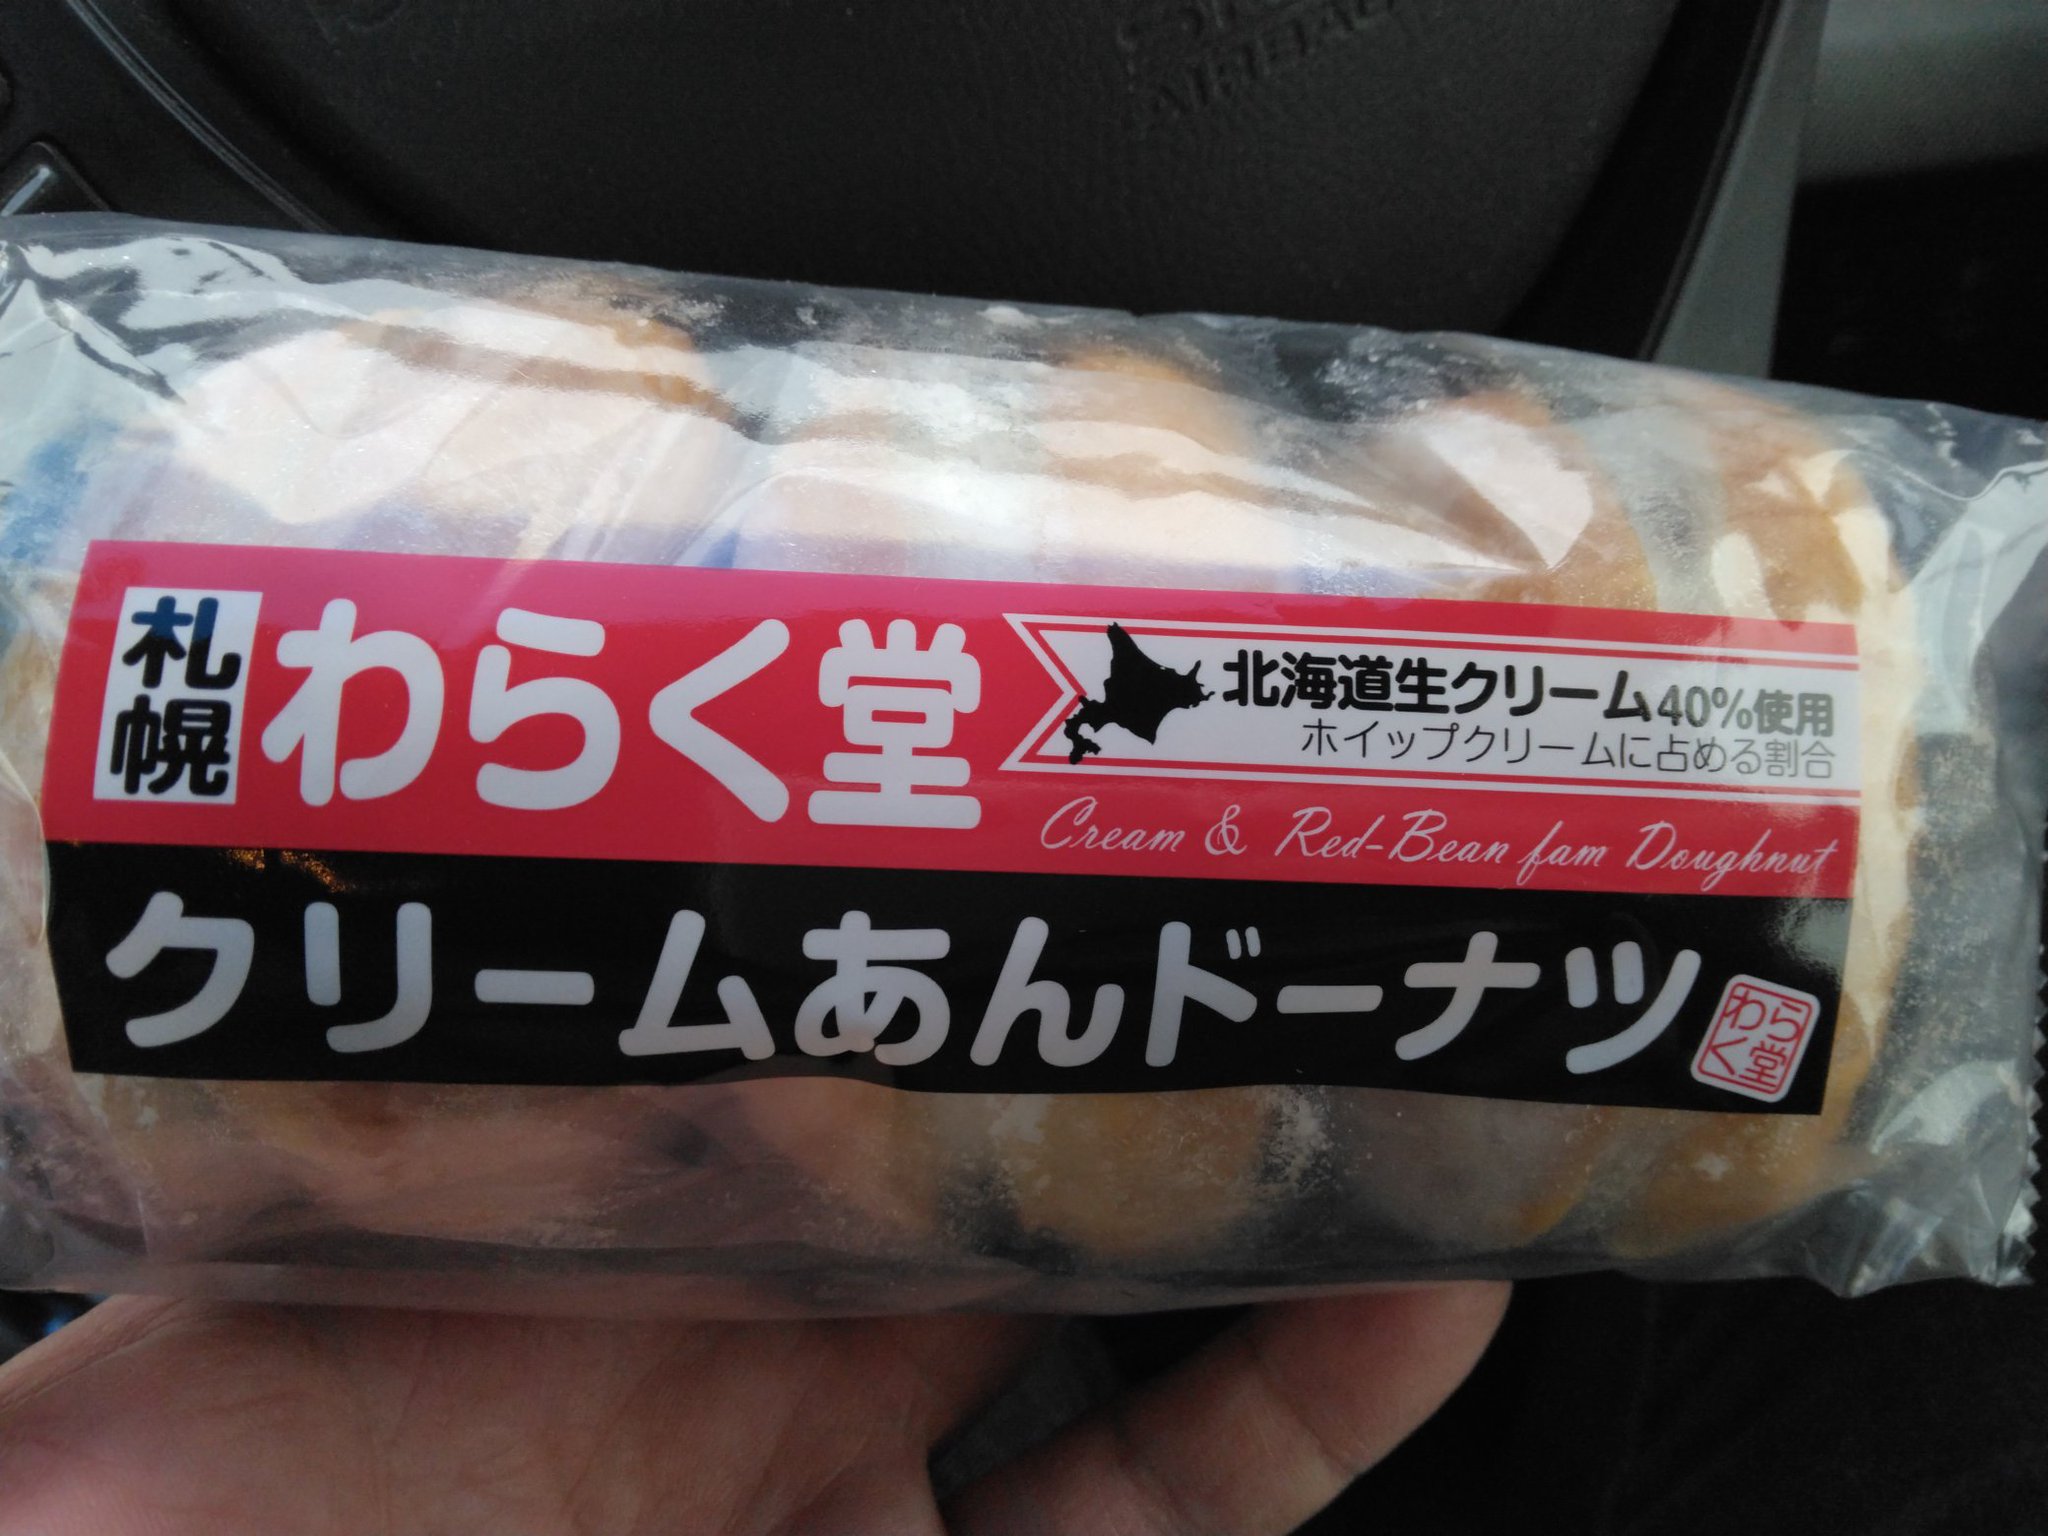 AIRBAG
札幌
わらく堂
北海道生クリーム40%使用
ホイップクリームに占める割合
Cream & Red-Bean fam Doughnut
クリームあんドーナツ
わらく堂